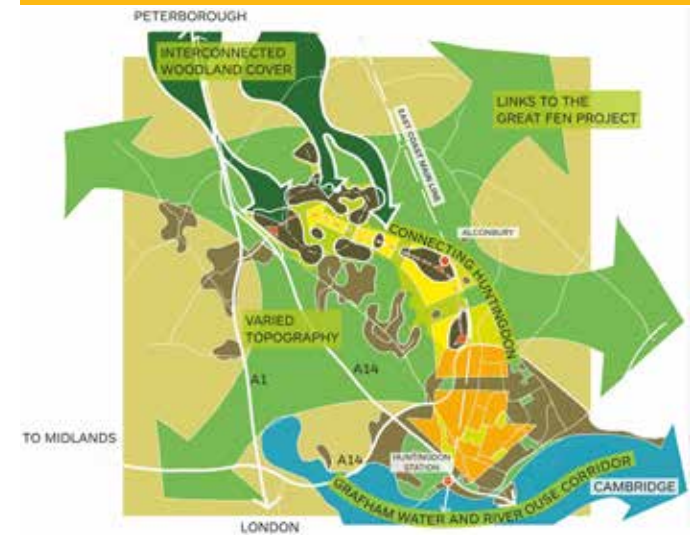 PETERBOROUGH
INTERCONNECTED
WOODLAND COVER
LINKS TO THE
GREAT FEN PROJECT
EAST COAST MAIN LINE
ALCONBURY
CONNECTING HUNTINGDON
VARIED
TOPOGRAPHY
A1
A14
TO MIDLANDS
A14
HUNTINGDON
STATION
GRAFHAM WATER AND RIVER OUSE CORRIDOR
CAMBRIDGE
LONDON